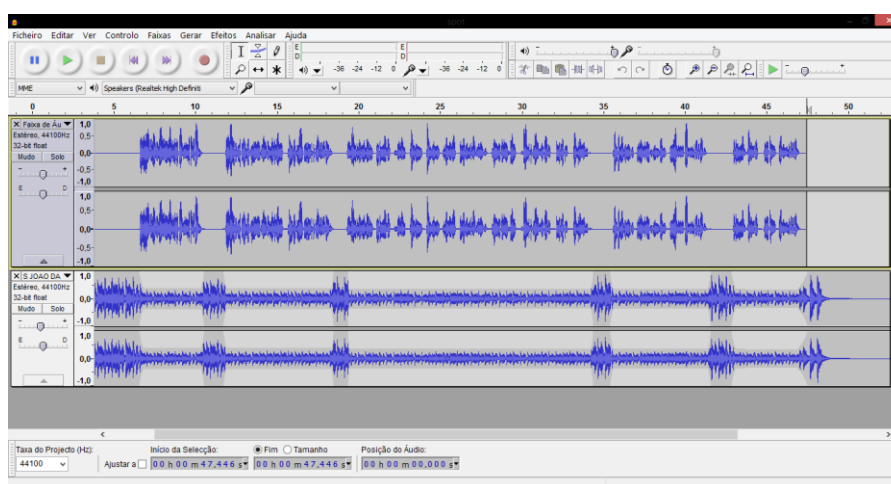 spot
Ficheiro Editar Ver Controlo Faixas Gerar Efeitos Analisar Ajuda
E
D
-36 -24 -12 0
E
D
-36 -24 -12 0
MME
Speakers (Realtek High Definiti
0 5 10 15 20 25 30 35 40 45 50
X Faixa de Áu
Estéreo, 44100Hz
32-bit float
Mudo Solo
- +
E D
1,0
0,5-
0,0-
-0,5-
-1,0
1,0
0,5-
0,0-
-0,5-
-1,0
X S JOAO DA
Estéreo, 44100Hz
32-bit float
Mudo Solo
- +
E D
1,0
0,0-
-1,0
1,0
0,0-
-1,0
Taxa do Projecto (Hz): Início da Selecção: Fim Tamanho Posição do Áudio:
44100 Ajustar a 00 h 00 m 47,446 s 00 h 00 m 47,446 s 00 h 00 m 00,000 s